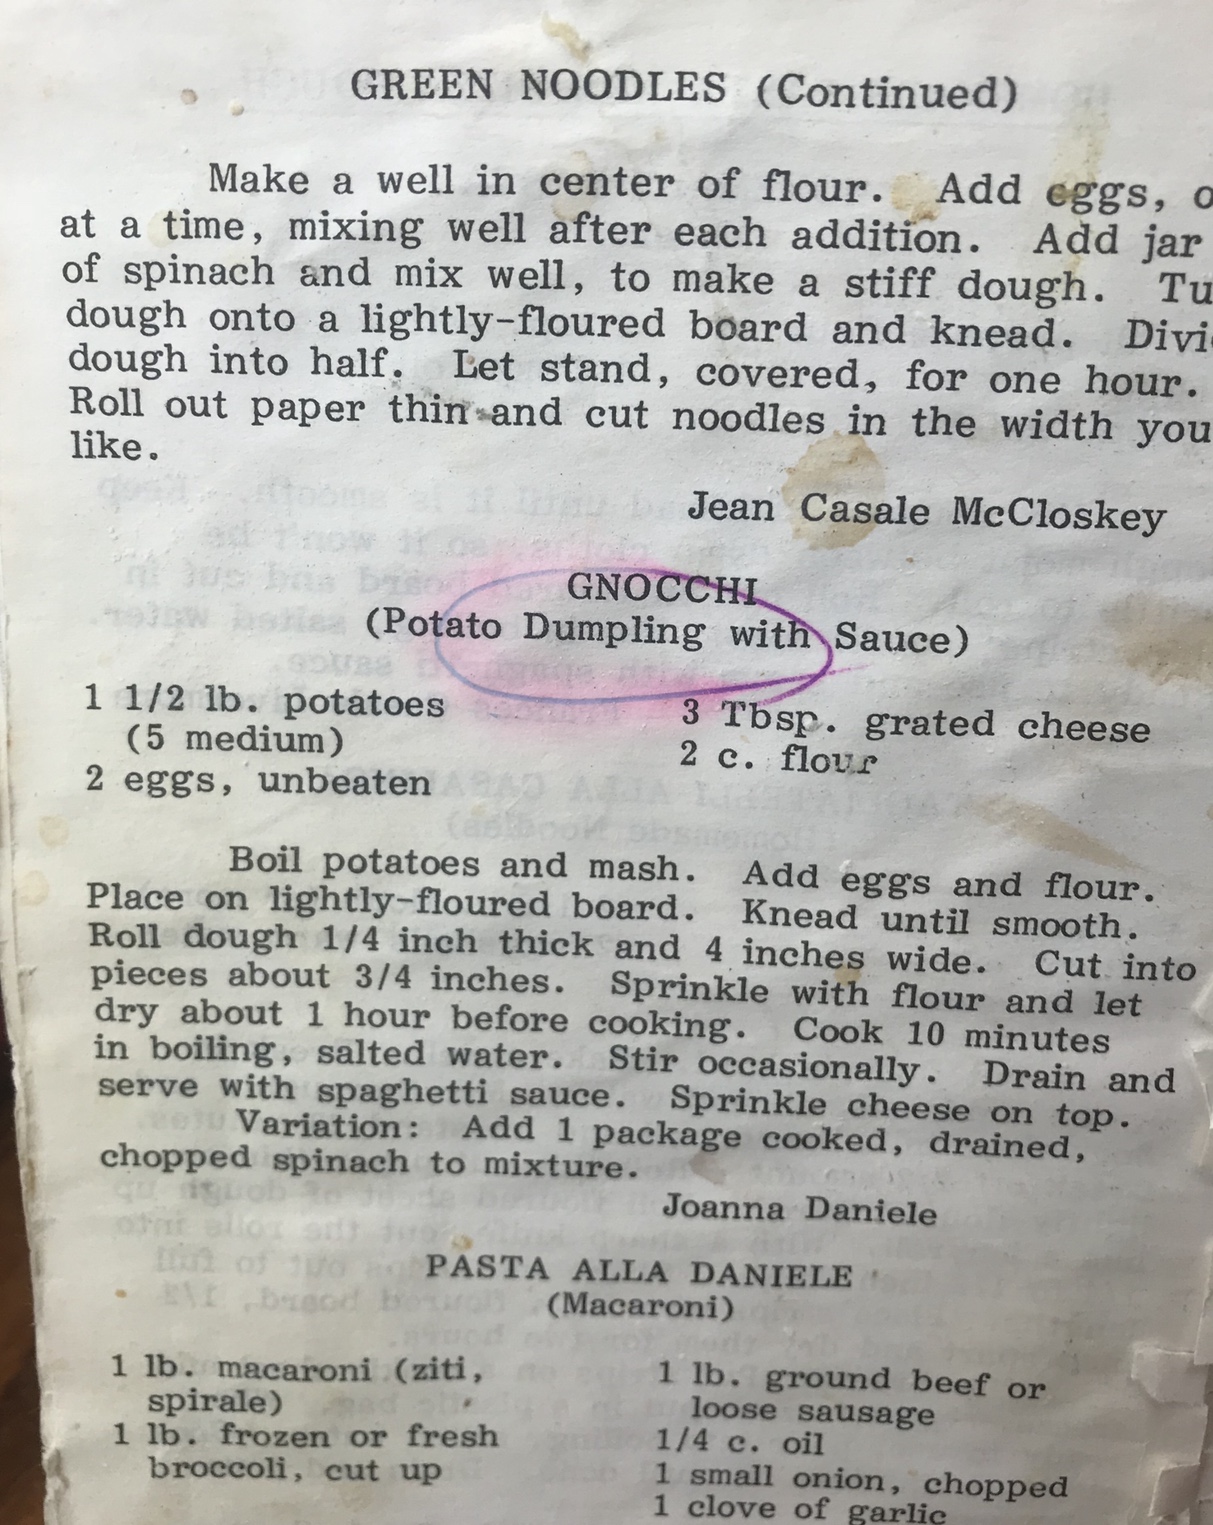 GREEN NOODLES (Continued)
Make a well in center of flour. Add eggs,
at a time, mixing well after each addition. Add jar
of spinach and mix well, to make a stiff dough.
dough onto a lightly-floured board and knead.
dough into half. Let stand, covered, for one hour.
Roll out paper thin and cut noodles in the width you
like.
Jean Casale McCloskey
GNOCCHI
(Potato Dumpling with Sauce)
1 1/2 lb. potatoes
(5 medium)
2 eggs, unbeaten
3 Tbsp. grated cheese
2 c. flour
Boil potatoes and mash. Add eggs and flour.
Place on lightly-floured board. Knead until smooth.
Roll dough 1/4 inch thick and 4 inches wide. Cut into
pieces about 3/4 inches. Sprinkle with flour and let
dry about 1 hour before cooking. Cook 10 minutes
in boiling, salted water. Stir occasionally. Drain and
serve with spaghetti sauce. Sprinkle cheese on top.
Variation: Add 1 package cooked, drained,
chopped spinach to mixture.
Joanna Daniele
PASTA ALLA DANIELE
(Macaroni)
1 lb. macaroni (ziti,
spirale)
1 lb. frozen or fresh
broccoli, cut up
1 lb. ground beef or
loose sausage
1/4 c. oil
1 small onion, chopped
1 clove of garlic